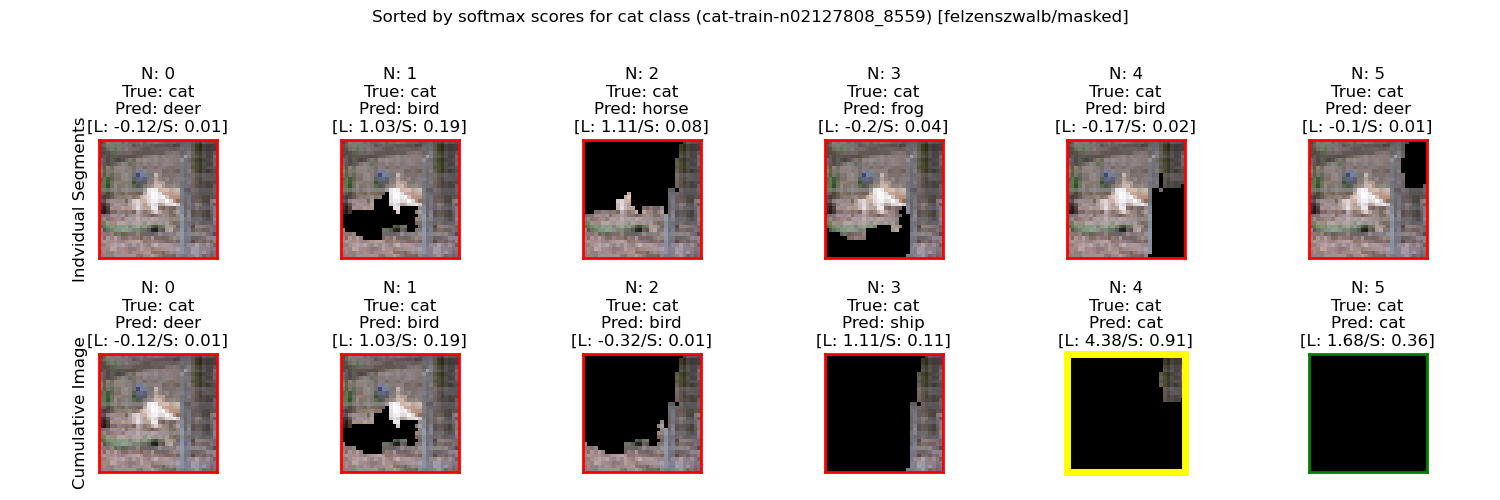 Sorted by softmax scores for cat class (cat-train-n02127808_8559) [felzenszwalb/masked]
Indvidual Segments
N: 0
True: cat
Pred: deer
[L: -0.12/S: 0.01]
N: 1
True: cat
Pred: bird
[L: 1.03/S: 0.19]
N: 2
True: cat
Pred: horse
[L: 1.11/S: 0.08]
N: 3
True: cat
Pred: frog
[L: -0.2/S: 0.04]
N: 4
True: cat
Pred: bird
[L: -0.17/S: 0.02]
N: 5
True: cat
Pred: deer
[L: -0.1/S: 0.01]
Cumulative Image
N: 0
True: cat
Pred: deer
[L: -0.12/S: 0.01]
N: 1
True: cat
Pred: bird
[L: 1.03/S: 0.19]
N: 2
True: cat
Pred: bird
[L: -0.32/S: 0.01]
N: 3
True: cat
Pred: ship
[L: 1.11/S: 0.11]
N: 4
True: cat
Pred: cat
[L: 4.38/S: 0.91]
N: 5
True: cat
Pred: cat
[L: 1.68/S: 0.36]